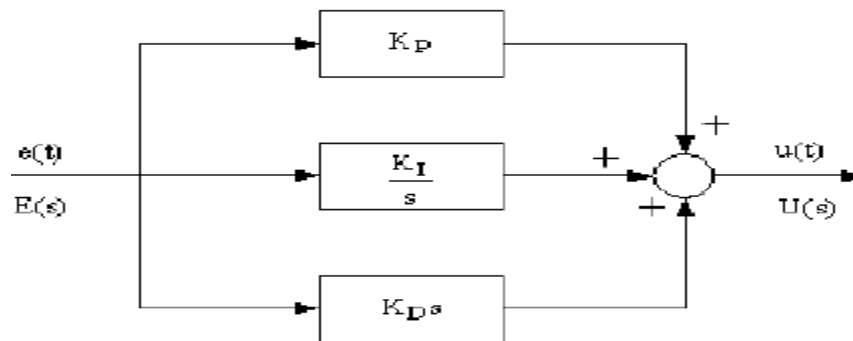 K_P
+
e(t)
K_I
s
+
u(t)
E(s)
+
U(s)
K_D s